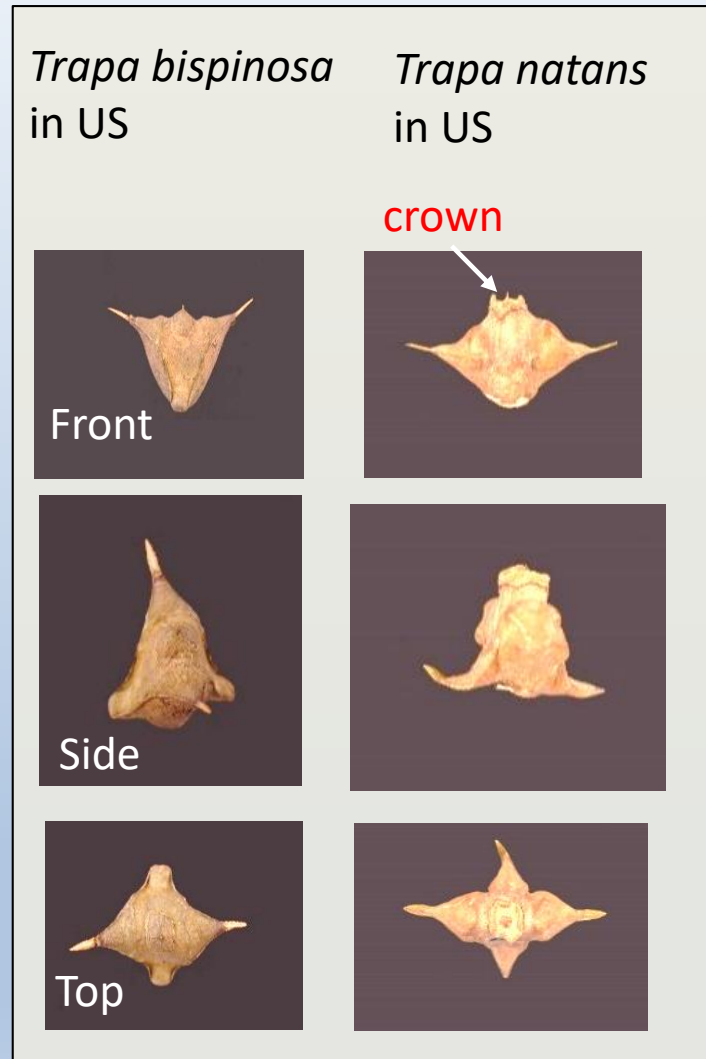 Trapa bispinosa
in US
Trapa natans
in US
crown
Front
Side
Top